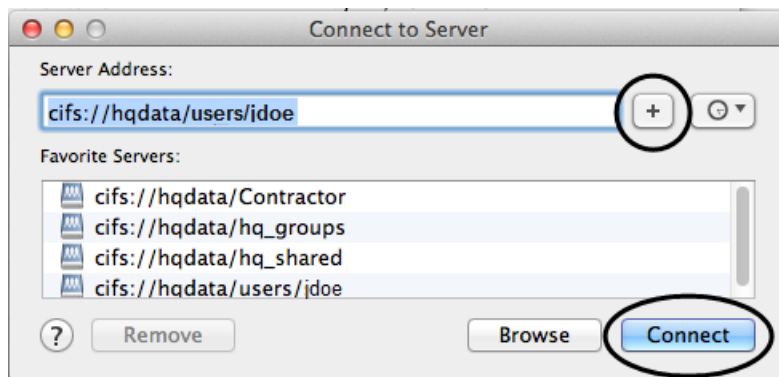 Connect to Server
Server Address:
cifs://hqdata/users/jdoe
+
Favorite Servers:
cifs://hqdata/Contractor
cifs://hqdata/hq_groups
cifs://hqdata/hq_shared
cifs://hqdata/users/jdoe
? Remove Browse Connect